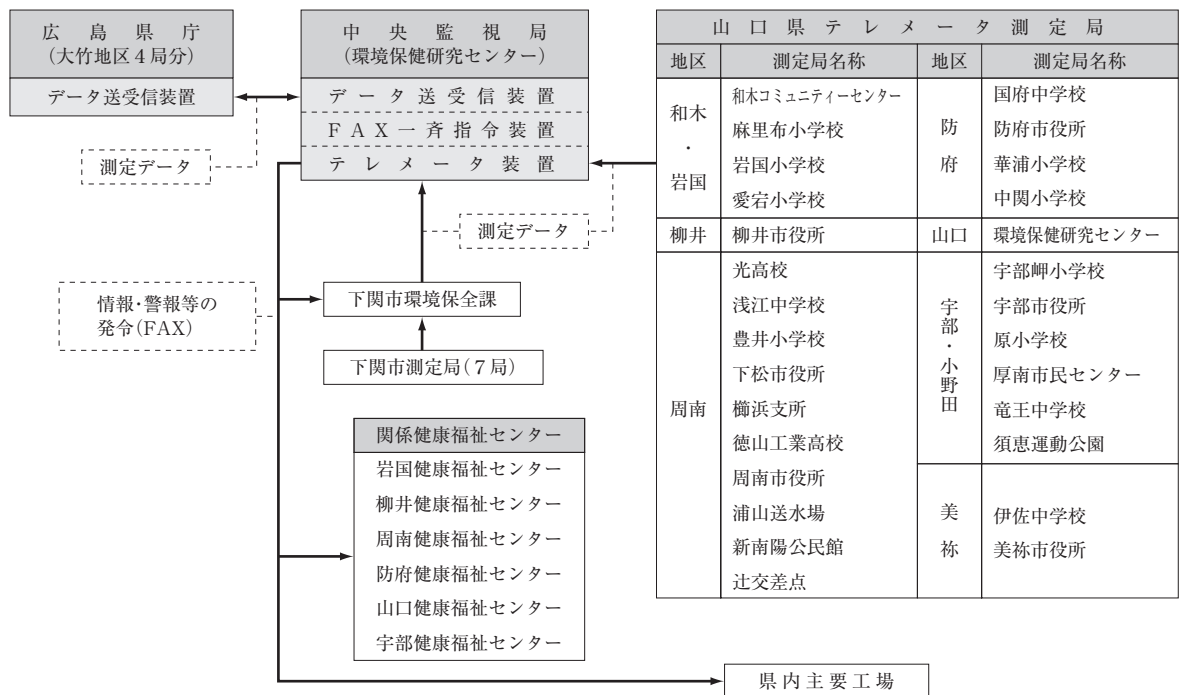 広島県庁
(大竹地区4局分)
データ送受信装置
測定データ
中央監視局
(環境保健研究センター)
データ送受信装置
FAX一斉指令装置
テレメータ装置
測定データ
情報・警報等の
発令(FAX)
下関市環境保全課
下関市測定局(7局)
関係健康福祉センター
岩国健康福祉センター
柳井健康福祉センター
周南健康福祉センター
防府健康福祉センター
山口健康福祉センター
宇部健康福祉センター
県内主要工場
山口県テレメータ測定局
地区 測定局名称 地区 測定局名称
和木・岩国
和木コミュニティーセンター
麻里布小学校
岩国小学校
愛宕小学校
柳井 柳井市役所
周南
光高校
浅江中学校
豊井小学校
下松市役所
櫛浜支所
徳山工業高校
周南市役所
浦山送水場
新南陽公民館
辻交差点
防府
国府中学校
防府市役所
華浦小学校
中関小学校
山口 環境保健研究センター
宇部・小野田
宇部岬小学校
宇部市役所
原小学校
厚南市民センター
竜王中学校
須恵運動公園
美祢
伊佐中学校
美祢市役所